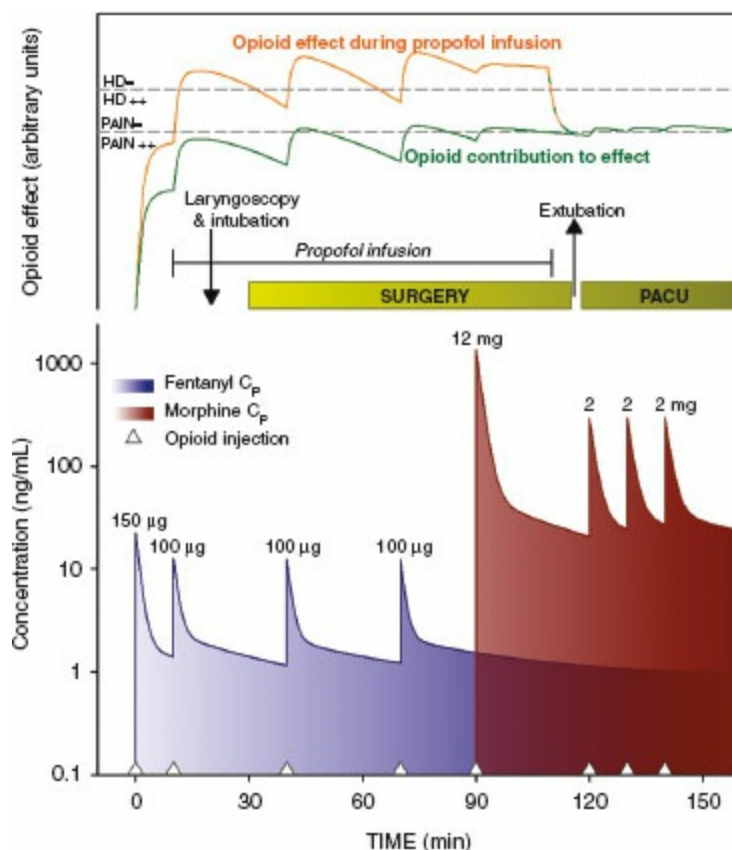 Opioid effect (arbitrary units)
Opioid effect during propofol infusion
HD–
HD ++
PAIN–
PAIN ++
Opioid contribution to effect
Laryngoscopy
& intubation
Extubation
Propofol infusion
SURGERY
PACU
Concentration (ng/mL)
1000
100
10
1
0.1
Fentanyl CP
Morphine CP
Opioid injection
12 mg
2 2 2 mg
150 µg
100 µg 100 µg 100 µg
0 30 60 90 120 150
TIME (min)